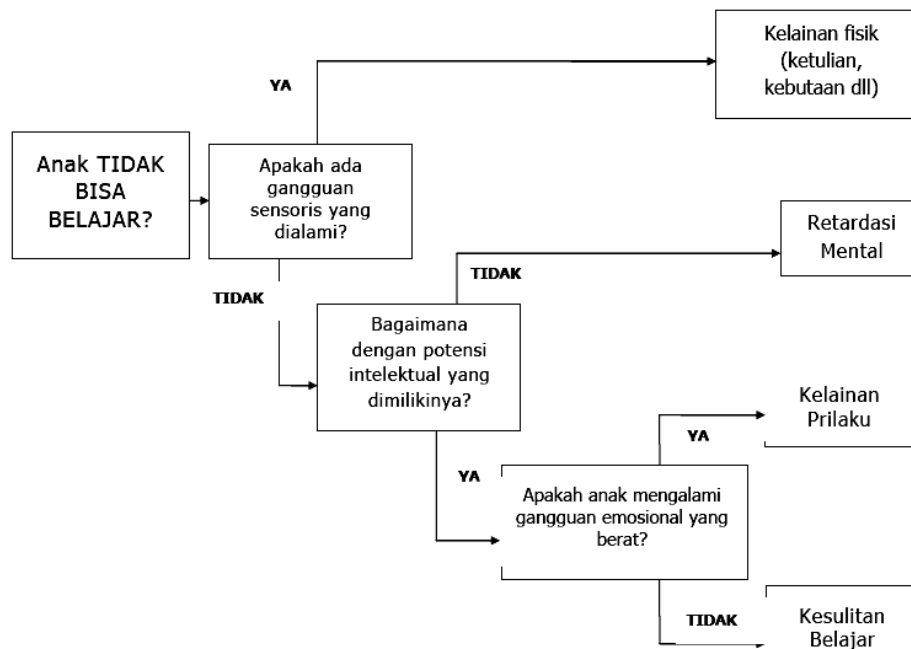 Kelainan fisik
(ketulian,
kebutaan dll)
YA
Anak TIDAK
BISA
BELAJAR?
Apakah ada
gangguan
sensoris yang
dialami?
Retardasi
Mental
TIDAK
TIDAK
Bagaimana
dengan potensi
intelektual yang
dimilikinya?
Kelainan
Prilaku
YA
YA
Apakah anak mengalami
gangguan emosional yang
berat?
TIDAK
Kesulitan
Belajar